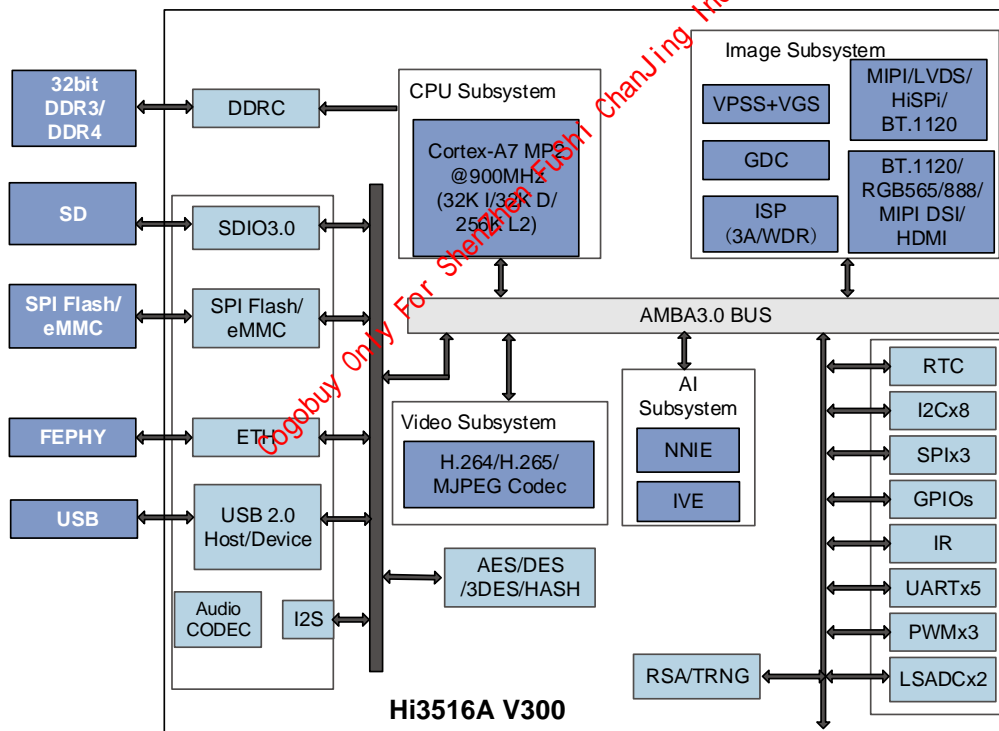 32bit
DDR3/
DDR4
DDRC
CPU Subsystem
Cortex-A7 MP2
@900MHZ
(32K I/32K D/
256K L2)
Image Subsystem
VPSS+VGS
GDC
ISP
(3A/WDR)
MIPI/LVDS/
HiSPi/
BT.1120
BT.1120/
RGB565/888/
MIPI DSI/
HDMI
SD
SDIO3.0
SPI Flash/
eMMC
SPI Flash/
eMMC
AMBA3.0 BUS
FEPHY
ETH
USB
USB 2.0
Host/Device
Audio
CODEC
I2S
Video Subsystem
H.264/H.265/
MJPEG Codec
AI
Subsystem
NNIE
IVE
AES/DES
/3DES/HASH
RSA/TRNG
RTC
I2Cx8
SPIx3
GPIOs
IR
UARTx5
PWMx3
LSADCx2
Hi3516A V300
Cogobuy Only For Shenzhen FuShi ChanJing